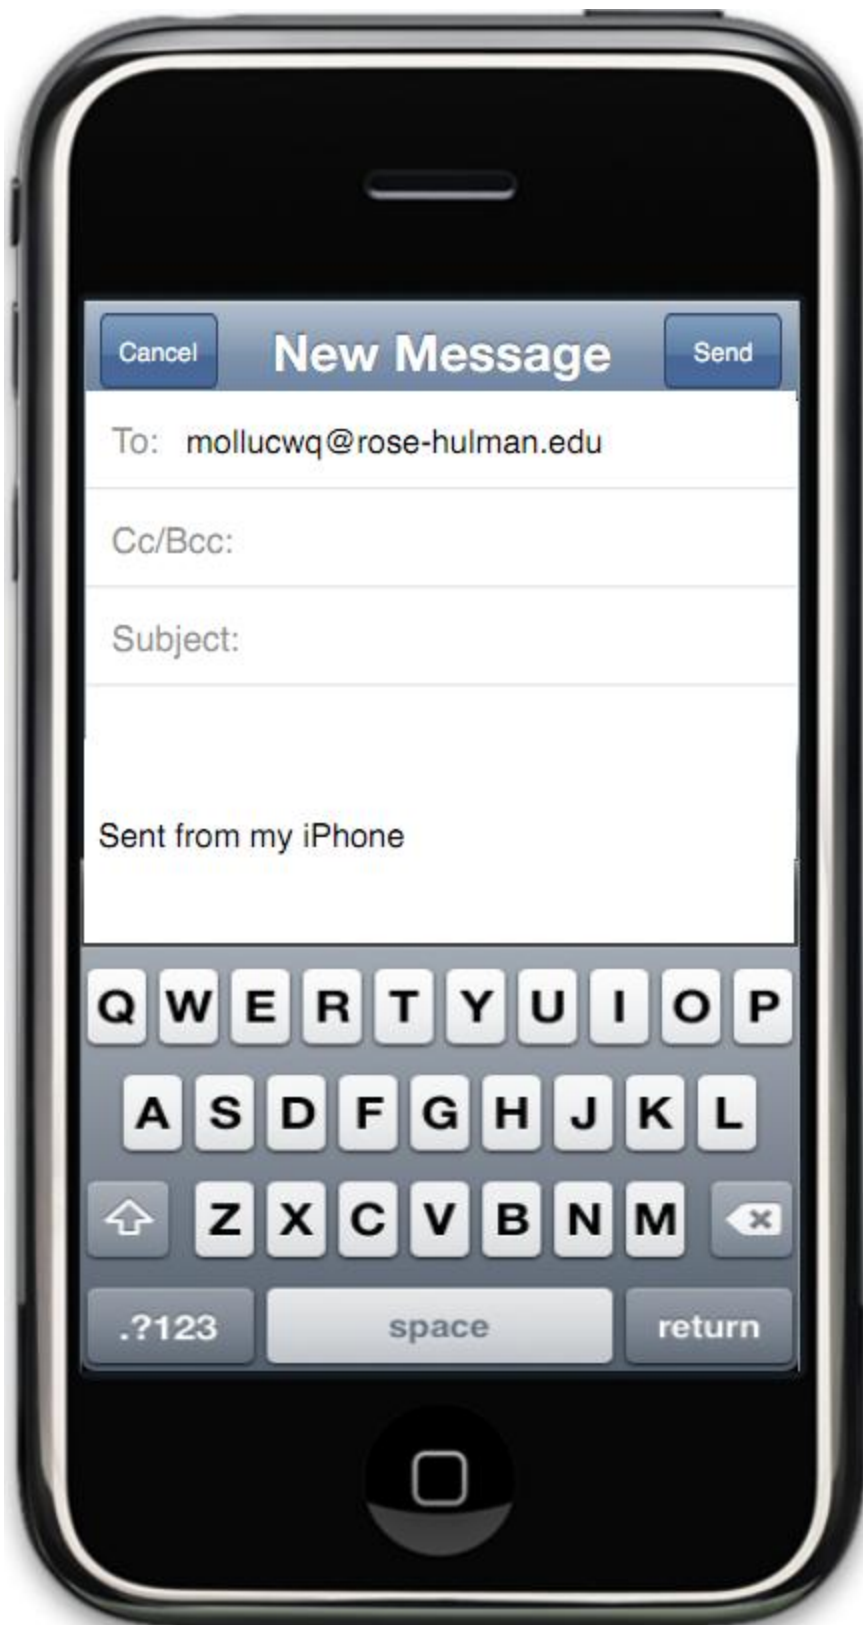 Cancel New Message Send
To: mollucwq@rose-hulman.edu
Cc/Bcc:
Subject:
Sent from my iPhone
Q W E R T Y U I O P
A S D F G H J K L
Z X C V B N M
.?123 space return